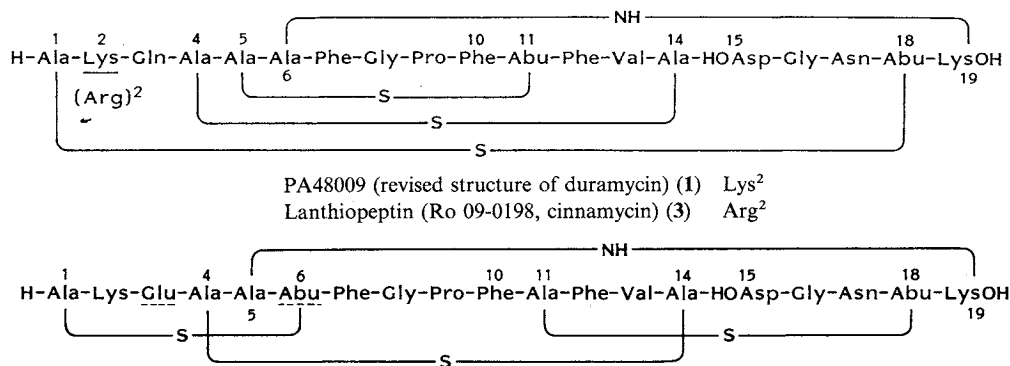 NH
1 2 4 5 10 11 14 15 18
H-Ala-Lys-Gln-Ala-Ala-Ala-Phe-Gly-Pro-Phe-Abu-Phe-Val-Ala-HOAsp-Gly-Asn-Abu-LysOH
6 19
(Arg)2
S
S
S
PA48009 (revised structure of duramycin) (1) Lys2
Lanthiopeptin (Ro 09-0198, cinnamycin) (3) Arg2
NH
1 4 6 10 11 14 15 18
H-Ala-Lys-Glu-Ala-Ala-Abu-Phe-Gly-Pro-Phe-Ala-Phe-Val-Ala-HOAsp-Gly-Asn-Abu-LysOH
5 19
S S
S